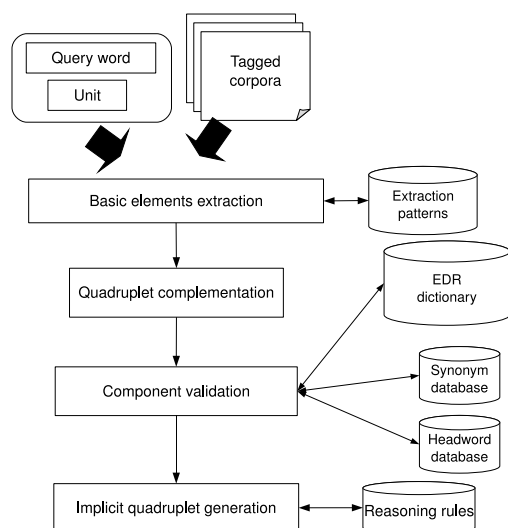 Query word
Unit
Tagged
corpora
Basic elements extraction
Extraction
patterns
Quadruplet complementation
EDR
dictionary
Component validation
Synonym
database
Headword
database
Implicit quadruplet generation
Reasoning rules